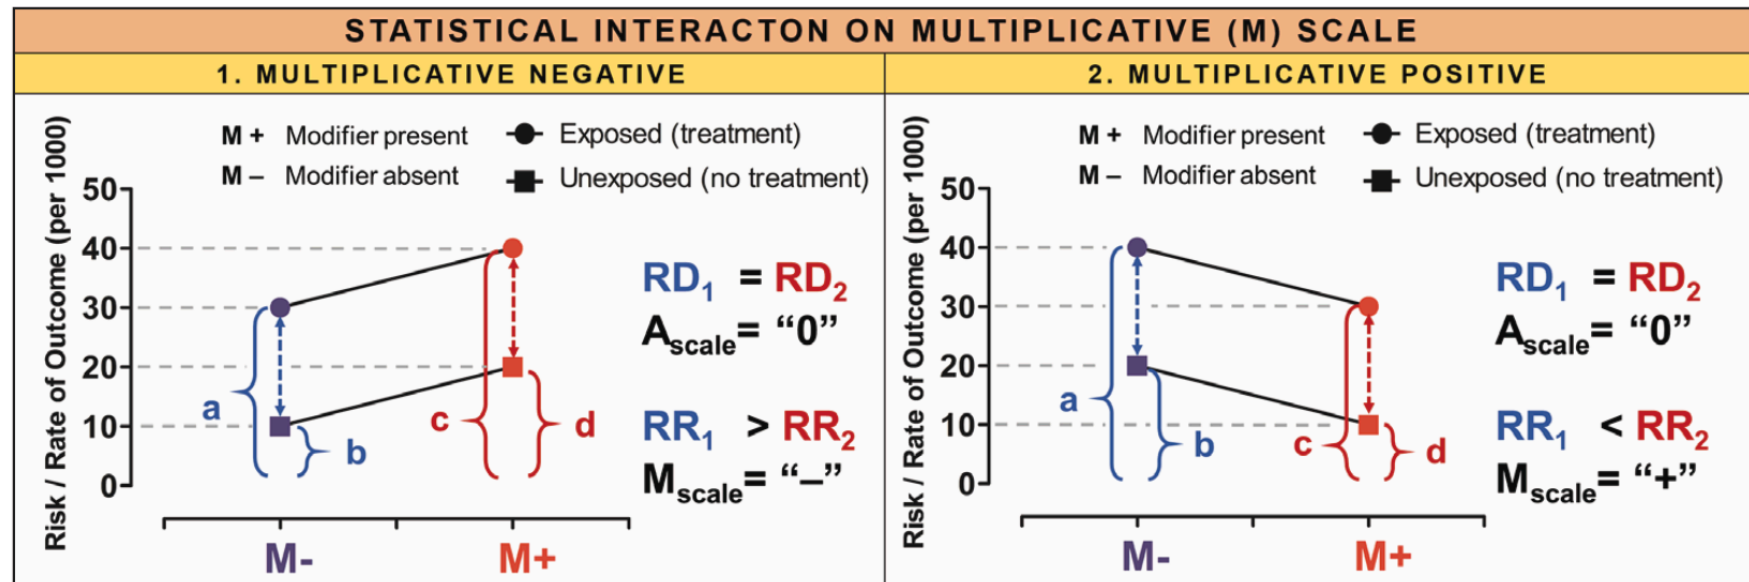 STATISTICAL INTERACTON ON MULTIPLICATIVE (M) SCALE
1. MULTIPLICATIVE NEGATIVE
M + Modifier present
Exposed (treatment)
M – Modifier absent
Unexposed (no treatment)
Risk / Rate of Outcome (per 1000)
50
40
30
20
10
0
a
b
c
d
RD1 = RD2
Ascale = “0”
RR1 > RR2
Mscale = “–”
M-
M+
2. MULTIPLICATIVE POSITIVE
M + Modifier present
Exposed (treatment)
M – Modifier absent
Unexposed (no treatment)
Risk / Rate of Outcome (per 1000)
50
40
30
20
10
0
a
b
c
d
RD1 = RD2
Ascale = “0”
RR1 < RR2
Mscale = “+”
M-
M+